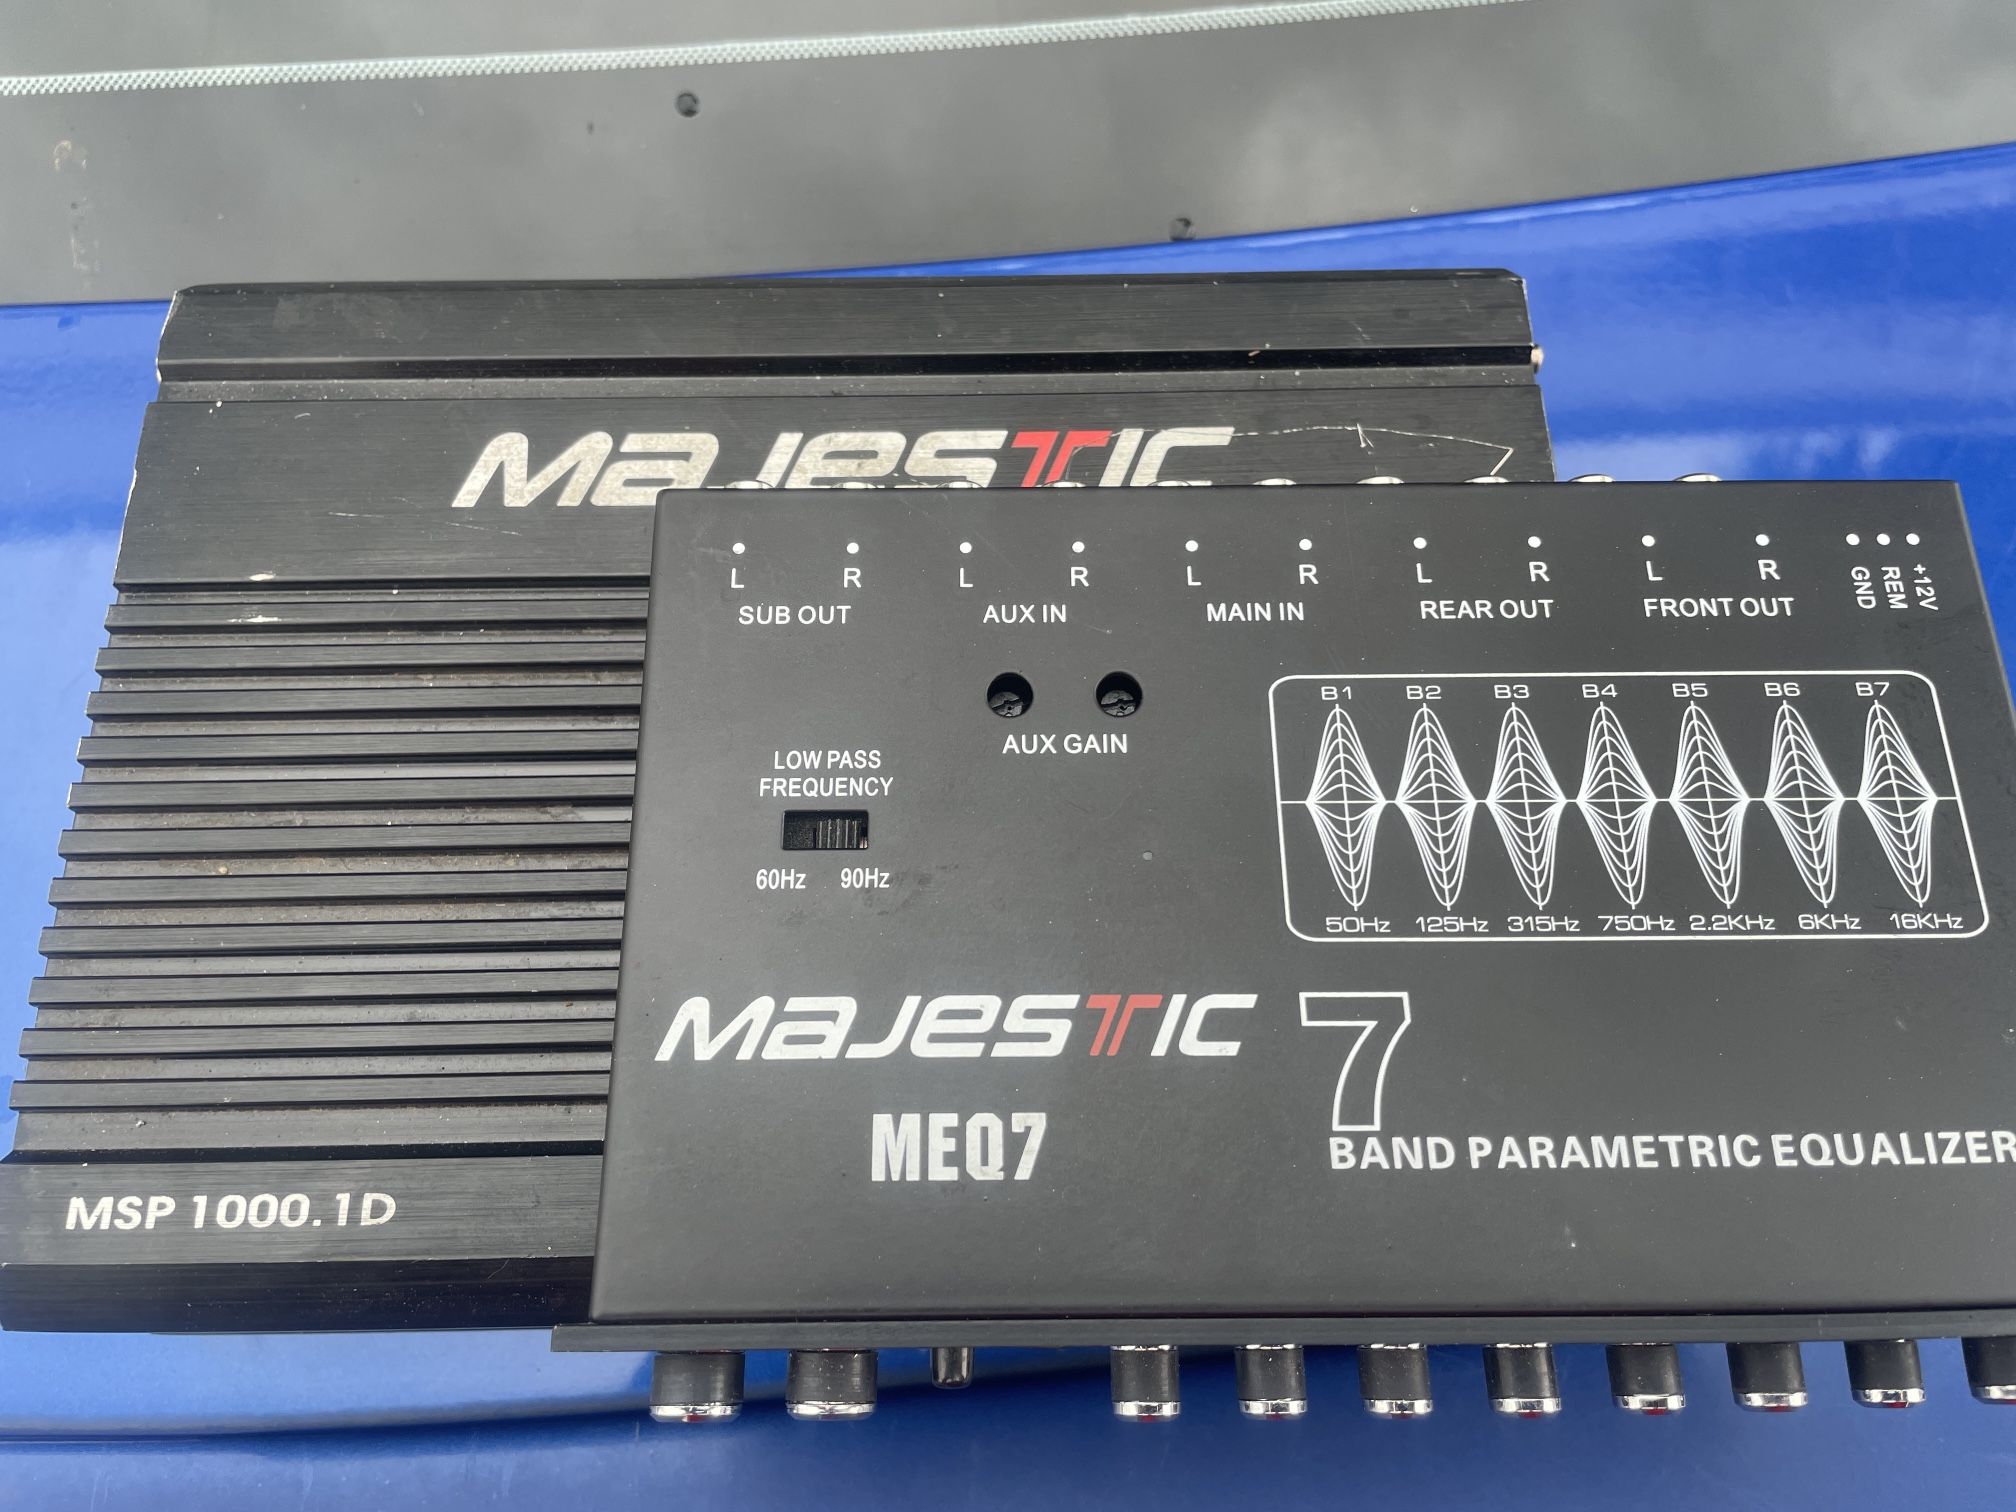 MAJESTIC
L R L R L R L R L R
SUB OUT AUX IN MAIN IN REAR OUT FRONT OUT
GND REM +12V
AUX GAIN
LOW PASS
FREQUENCY
60Hz 90Hz
B1 B2 B3 B4 B5 B6 B7
50Hz 125Hz 315Hz 750Hz 2.2KHz 6KHz 16KHz
MAJESTIC
MEQ7
7
BAND PARAMETRIC EQUALIZER
MSP 1000.1D